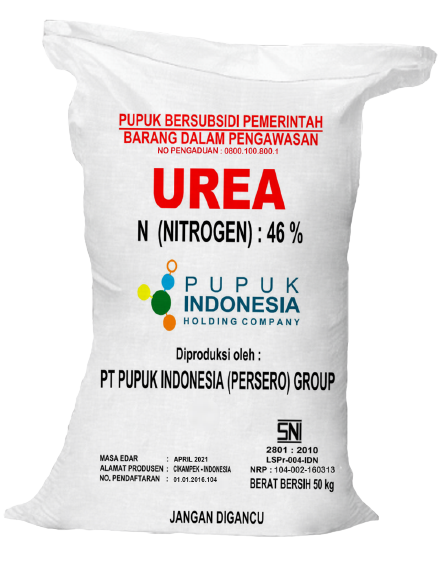 PUPUK BERSUBSIDI PEMERINTAH
BARANG DALAM PENGAWASAN
NO PENGADUAN : 0800.100.800.1
UREA
N (NITROGEN) : 46 %
PUPUK
INDONESIA
HOLDING COMPANY
Diproduksi oleh :
PT PUPUK INDONESIA (PERSERO) GROUP
SNI
2801 : 2010
LSPr-004-IDN
NRP : 104-002-160313
BERAT BERSIH 50 kg
MASA EDAR : APRIL 2021
ALAMAT PRODUSEN : CIKAMPEK - INDONESIA
NO. PENDAFTARAN : 01.01.2016.104
JANGAN DIGANCU